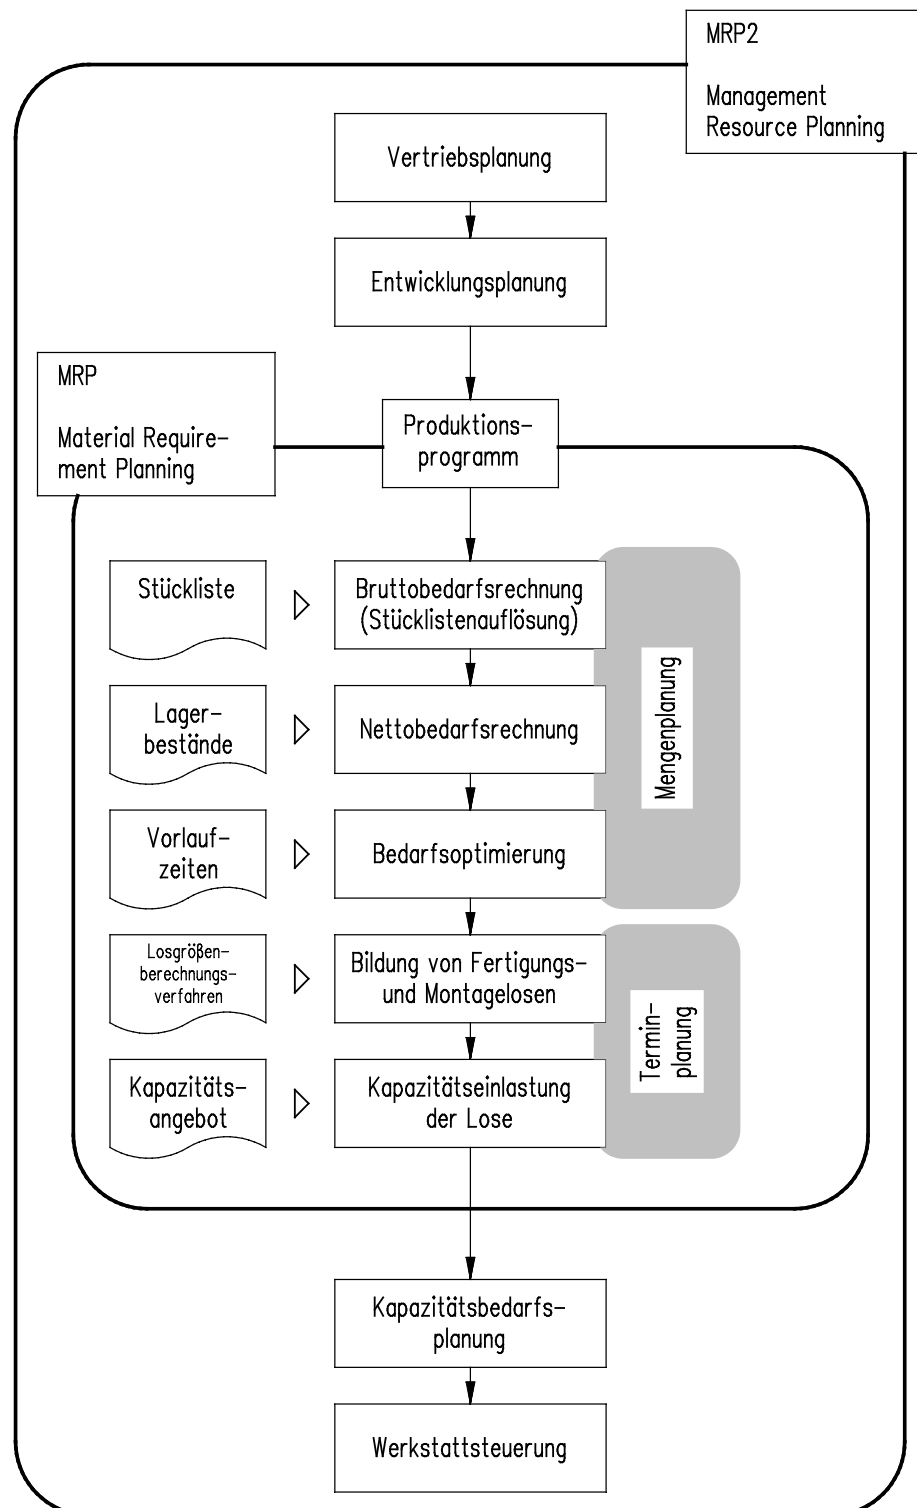 MRP2
Management
Resource Planning
Vertriebsplanung
Entwicklungsplanung
MRP
Material Require-
ment Planning
Produktions-
programm
Stückliste
Bruttobedarfsrechnung
(Stücklistenauflösung)
Lager-
bestände
Nettobedarfsrechnung
Vorlauf-
zeiten
Bedarfsoptimierung
Mengenplanung
Losgrößen-
berechnungs-
verfahren
Bildung von Fertigungs-
und Montagelosen
Kapazitäts-
angebot
Kapazitätseinlastung
der Lose
Termin-
planung
Kapazitätsbedarfs-
planung
Werkstattsteuerung